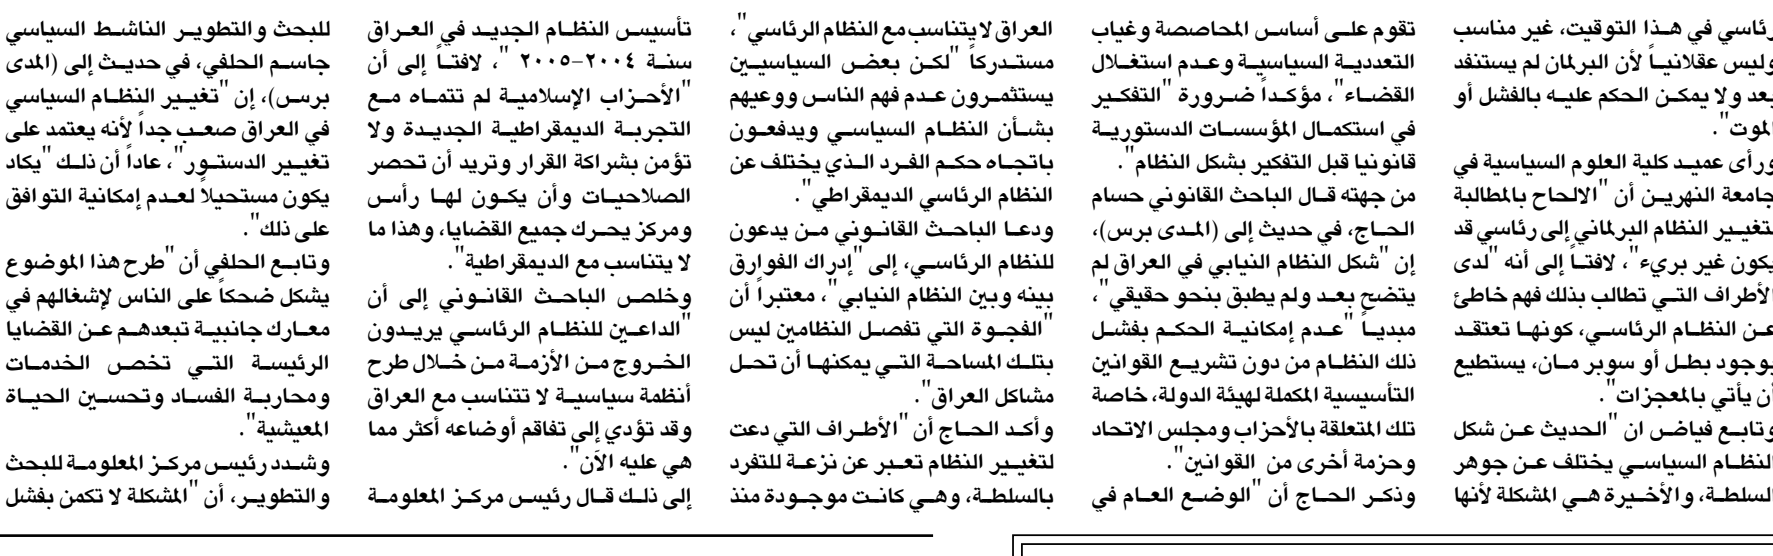 رئاسي في هذا التوقيت، غير مناسب
وليس عقلانياً لأن البرلمان لم يستنفد
بعد ولا يمكن الحكم عليه بالفشل أو
الموت".
ورأى عميد كلية العلوم السياسية في
جامعة النهرين أن "الالحاح بالمطالبة
لتغيير النظام البرلماني إلى رئاسي قد
يكون غير بريء"، لافتاً إلى أنه "لدى
الأطراف التي تطالب بذلك فهم خاطئ
عن النظام الرئاسي، كونها تعتقد
بوجود بطل أو سوبر مان، يستطيع
أن يأتي بالمعجزات".
وتابع فياض ان "الحديث عن شكل
النظام السياسي يختلف عن جوهر
السلطة، والأخيرة هي المشكلة لأنها
تقوم على أساس المحاصصة وغياب
التعددية السياسية وعدم استغلال
القضاء"، مؤكداً ضرورة "التفكير
في استكمال المؤسسات الدستورية
قانونيا قبل التفكير بشكل النظام".
من جهته قال الباحث القانوني حسام
الحاج، في حديث إلى (المدى برس)،
إن "شكل النظام النيابي في العراق لم
يتضح بعد ولم يطبق بنحو حقيقي"،
مبدياً "عدم إمكانية الحكم بفشل
ذلك النظام من دون تشريع القوانين
التأسيسية المكملة لهيئة الدولة، خاصة
تلك المتعلقة بالأحزاب ومجلس الاتحاد
وحزمة أخرى من القوانين".
وذكر الحاج أن "الوضع العام في
العراق لايتناسب مع النظام الرئاسي"،
مستدركاً "لكن بعض السياسيين
يستثمرون عدم فهم الناس ووعيهم
بشأن النظام السياسي ويدفعون
باتجاه حكم الفرد الذي يختلف عن
النظام الرئاسي الديمقراطي".
ودعا الباحث القانوني من يدعون
للنظام الرئاسي، إلى "إدراك الفوارق
بينه وبين النظام النيابي"، معتبراً أن
"الفجوة التي تفصل النظامين ليس
بتلك المساحة التي يمكنها أن تحل
مشاكل العراق".
وأكد الحاج أن "الأطراف التي دعت
لتغيير النظام تعبر عن نزعة للتفرد
بالسلطة، وهي كانت موجودة منذ
تأسيس النظام الجديد في العراق
سنة ٢٠٠٤-٢٠٠٥ "، لافتاً إلى أن
"الأحزاب الإسلامية لم تتماه مع
التجربة الديمقراطية الجديدة ولا
تؤمن بشراكة القرار وتريد أن تحصر
الصلاحيات وأن يكون لها رأس
ومركز يحرك جميع القضايا، وهذا ما
لا يتناسب مع الديمقراطية".
وخلص الباحث القانوني إلى أن
"الداعين للنظام الرئاسي يريدون
الخروج من الأزمة من خلال طرح
أنظمة سياسية لا تتناسب مع العراق
وقد تؤدي إلى تفاقم أوضاعه أكثر مما
هي عليه الآن".
إلى ذلك قال رئيس مركز المعلومة
للبحث والتطوير الناشط السياسي
جاسم الحلفي، في حديث إلى (المدى
برس)، إن "تغيير النظام السياسي
في العراق صعب جداً لأنه يعتمد على
تغيير الدستور"، عاداً أن ذلك "يكاد
يكون مستحيلاً لعدم إمكانية التوافق
على ذلك".
وتابع الحلفي أن "طرح هذا الموضوع
يشكل ضحكاً على الناس لإشغالهم في
معارك جانبية تبعدهم عن القضايا
الرئيسة التي تخص الخدمات
ومحاربة الفساد وتحسين الحياة
المعيشية".
وشدد رئيس مركز المعلومة للبحث
والتطوير، أن "المشكلة لا تكمن بفشل